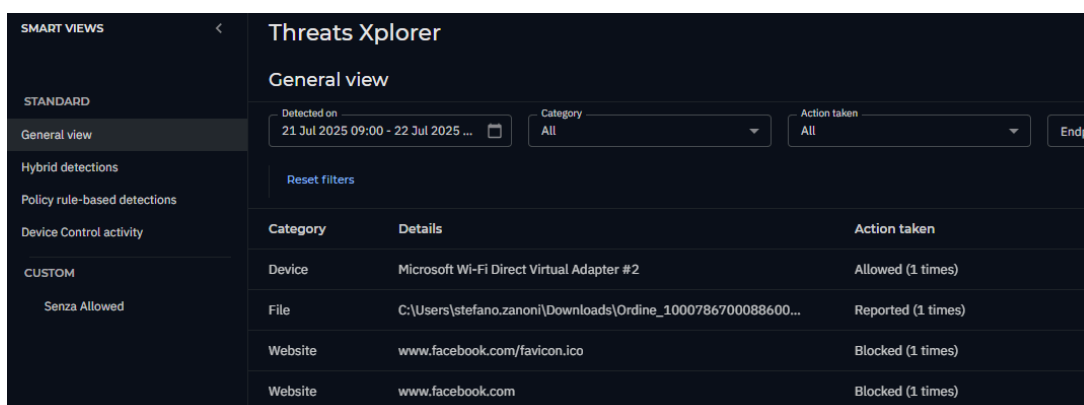 SMART VIEWS
STANDARD
General view
Hybrid detections
Policy rule-based detections
Device Control activity
CUSTOM
Senza Allowed
Threats Xplorer
General view
Detected on
21 Jul 2025 09:00 - 22 Jul 2025 ...
Category
All
Action taken
All
Reset filters
Category Details Action taken
Device Microsoft Wi-Fi Direct Virtual Adapter #2 Allowed (1 times)
File C:\Users\stefano.zanoni\Downloads\Ordine_1000786700088600... Reported (1 times)
Website www.facebook.com/favicon.ico Blocked (1 times)
Website www.facebook.com Blocked (1 times)